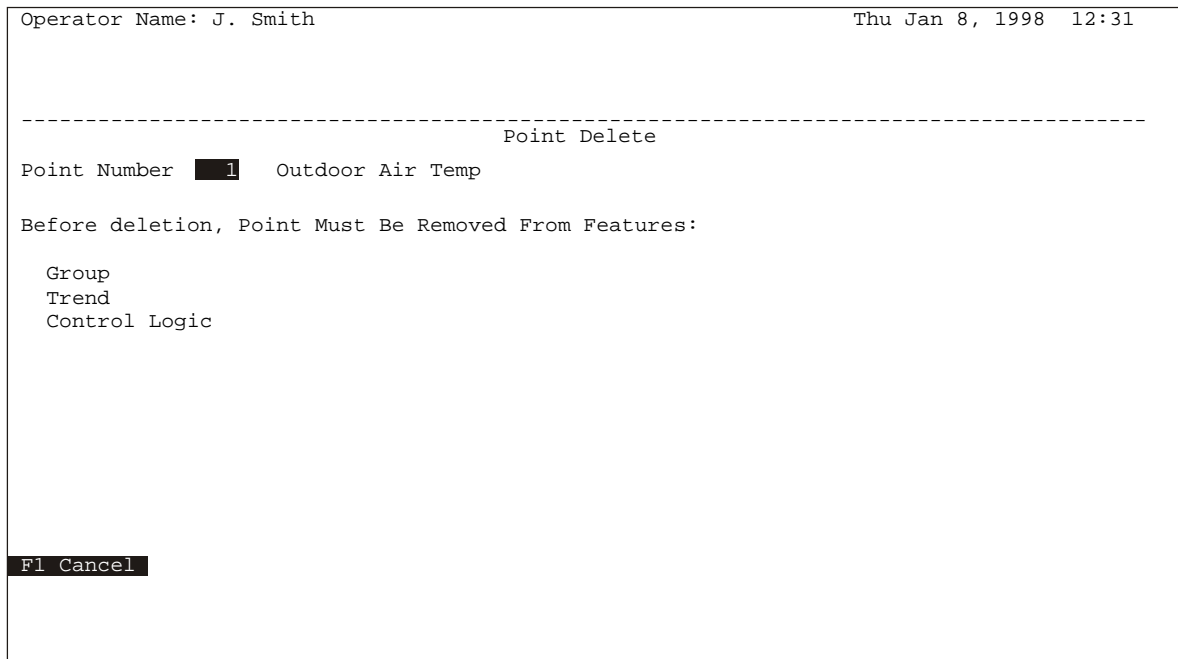 Operator Name: J. Smith Thu Jan 8, 1998 12:31
----------------------------------------------------------------------------------------
Point Delete
Point Number 1 Outdoor Air Temp
Before deletion, Point Must Be Removed From Features:
Group
Trend
Control Logic
F1 Cancel